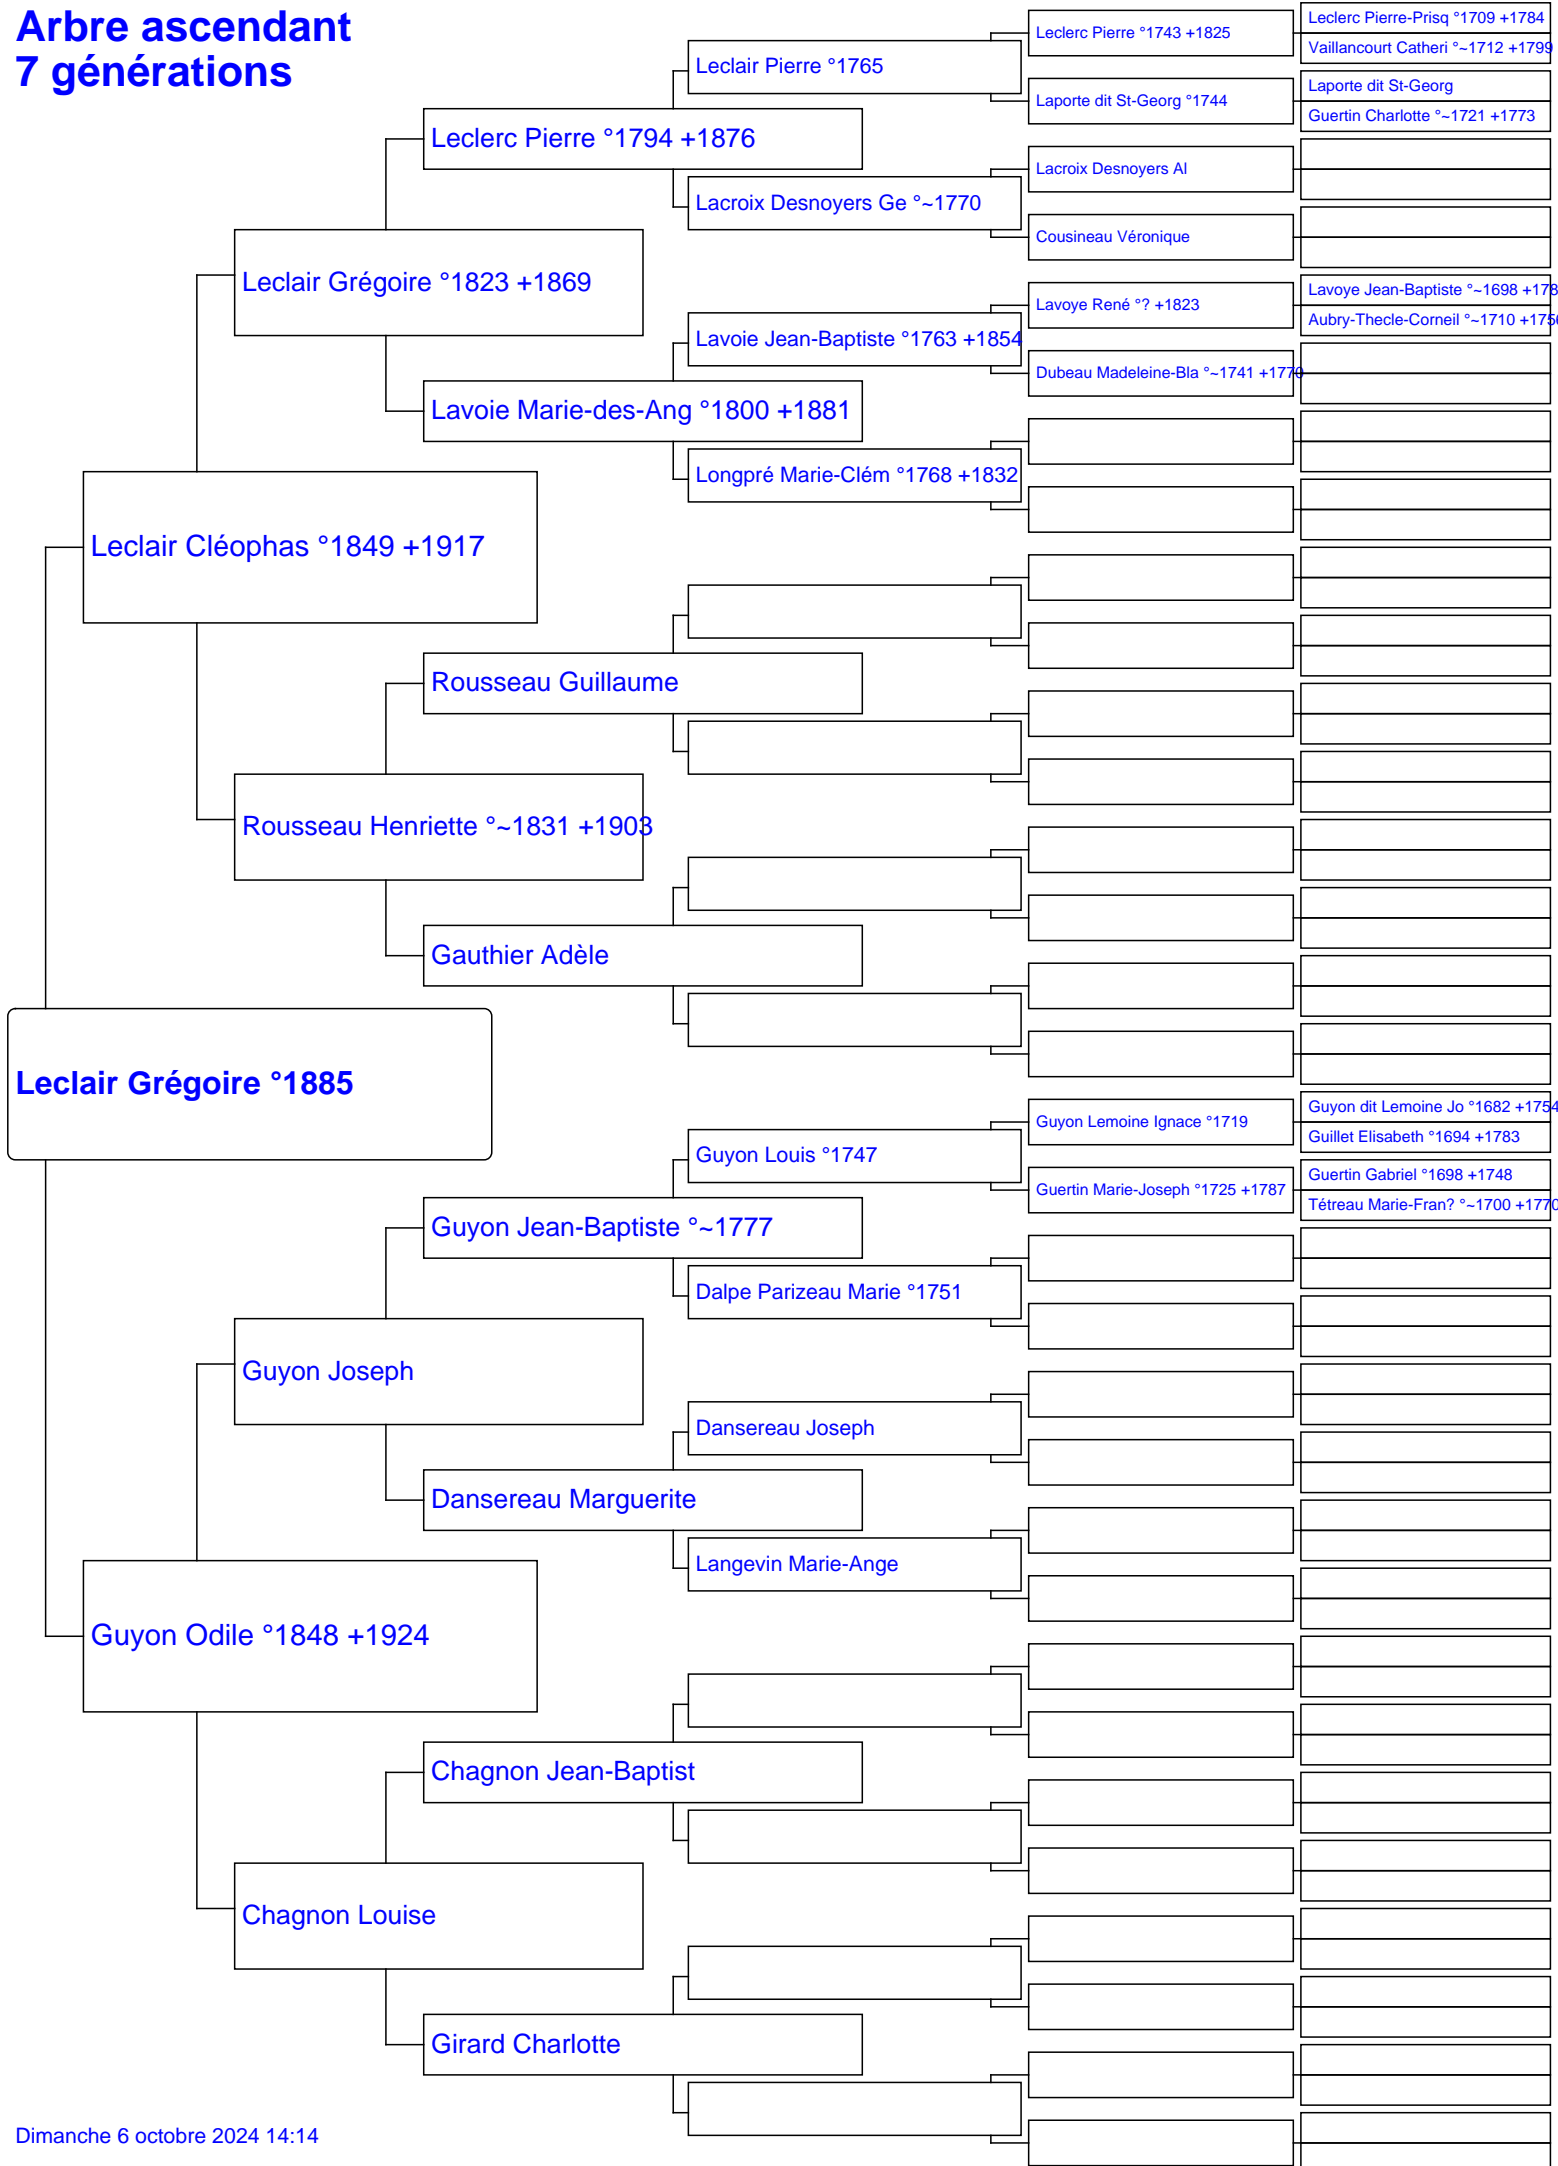 Arbre ascendant
7 générations
Leclerc Pierre-Prisq °1709 +1784
Leclerc Pierre °1743 +1825
Vaillancourt Catheri °~1712 +1799
Leclair Pierre °1765
Laporte dit St-Georg
Laporte dit St-Georg °1744
Guertin Charlotte °~1721 +1773
Leclerc Pierre °1794 +1876
Lacroix Desnoyers Al
Lacroix Desnoyers Ge °~1770
Cousineau Véronique
Leclair Grégoire °1823 +1869
Lavoye Jean-Baptiste °~1698 +178
Lavoye René °? +1823
Aubry-Thecle-Corneil °~1710 +1750
Lavoie Jean-Baptiste °1763 +1854
Dubeau Madeleine-Bla °~1741 +1770
Lavoie Marie-des-Ang °1800 +1881
Longpré Marie-Clém °1768 +1832
Leclair Cléophas °1849 +1917
Rousseau Guillaume
Rousseau Henriette °~1831 +1903
Gauthier Adèle
Leclair Grégoire °1885
Guyon dit Lemoine Jo °1682 +1754
Guyon Lemoine Ignace °1719
Guillet Elisabeth °1694 +1783
Guyon Louis °1747
Guertin Gabriel °1698 +1748
Guertin Marie-Joseph °1725 +1787
Tétreau Marie-Fran? °~1700 +1770
Guyon Jean-Baptiste °~1777
Dalpe Parizeau Marie °1751
Guyon Joseph
Dansereau Joseph
Dansereau Marguerite
Langevin Marie-Ange
Guyon Odile °1848 +1924
Chagnon Jean-Baptist
Chagnon Louise
Girard Charlotte
Dimanche 6 octobre 2024 14:14